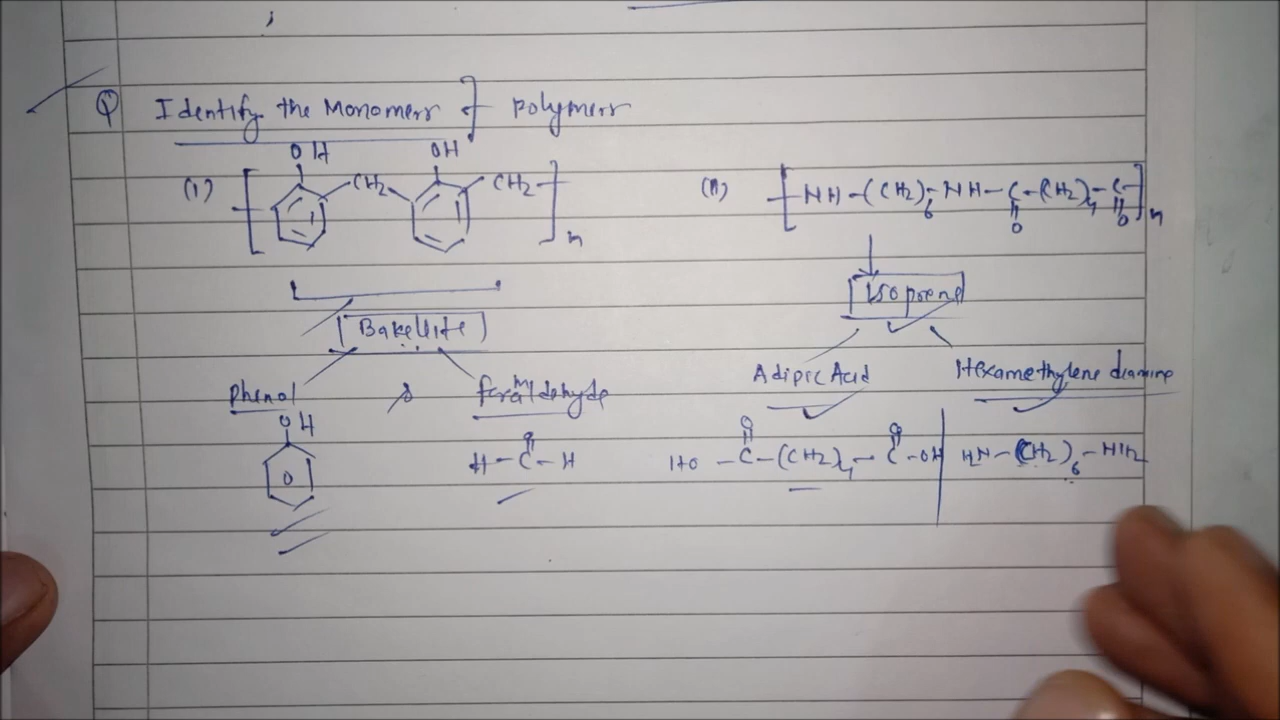 Q Identify the Monomers of polymers
OH OH
(i) [ CH2 CH2 ]n (ii) [ NH-(CH2)6-NH-C-(CH2)4-C ]n
O O
Isoprene
Bakelite
Adipic Acid Hexamethylene diamine
Phenol & formaldehyde
OH O O O
H-C-H HO-C-(CH2)4-C-OH H2N-(CH2)6-NH2